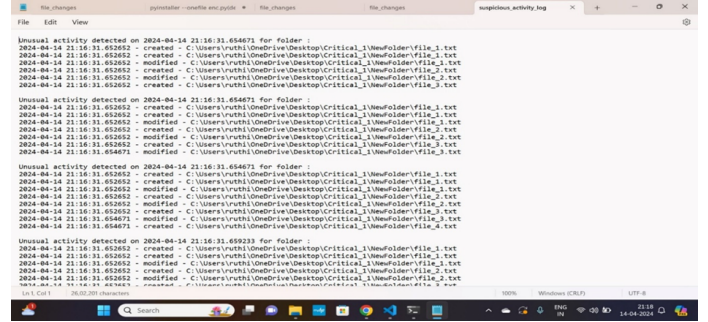 file_changes
pyinstaller --onefile enc.pyzip
file_changes
file_changes
suspicious_activity_log
File Edit View
Unusual activity detected on 2024-04-14 21:16:31.654671 for folder :
2024-04-14 21:16:31.652652 - created - C:\Users\ruthi\OneDrive\Desktop\Critical_1\NewFolder\file_1.txt
2024-04-14 21:16:31.652652 - created - C:\Users\ruthi\OneDrive\Desktop\Critical_1\NewFolder\file_1.txt
2024-04-14 21:16:31.652652 - modified - C:\Users\ruthi\OneDrive\Desktop\Critical_1\NewFolder\file_1.txt
2024-04-14 21:16:31.652652 - created - C:\Users\ruthi\OneDrive\Desktop\Critical_1\NewFolder\file_2.txt
2024-04-14 21:16:31.652652 - modified - C:\Users\ruthi\OneDrive\Desktop\Critical_1\NewFolder\file_2.txt
2024-04-14 21:16:31.652652 - created - C:\Users\ruthi\OneDrive\Desktop\Critical_1\NewFolder\file_3.txt
Unusual activity detected on 2024-04-14 21:16:31.654671 for folder :
2024-04-14 21:16:31.652652 - created - C:\Users\ruthi\OneDrive\Desktop\Critical_1\NewFolder\file_1.txt
2024-04-14 21:16:31.652652 - created - C:\Users\ruthi\OneDrive\Desktop\Critical_1\NewFolder\file_1.txt
2024-04-14 21:16:31.652652 - modified - C:\Users\ruthi\OneDrive\Desktop\Critical_1\NewFolder\file_1.txt
2024-04-14 21:16:31.652652 - created - C:\Users\ruthi\OneDrive\Desktop\Critical_1\NewFolder\file_2.txt
2024-04-14 21:16:31.652652 - modified - C:\Users\ruthi\OneDrive\Desktop\Critical_1\NewFolder\file_2.txt
2024-04-14 21:16:31.652652 - created - C:\Users\ruthi\OneDrive\Desktop\Critical_1\NewFolder\file_3.txt
2024-04-14 21:16:31.654671 - modified - C:\Users\ruthi\OneDrive\Desktop\Critical_1\NewFolder\file_3.txt
Unusual activity detected on 2024-04-14 21:16:31.654671 for folder :
2024-04-14 21:16:31.652652 - created - C:\Users\ruthi\OneDrive\Desktop\Critical_1\NewFolder\file_1.txt
2024-04-14 21:16:31.652652 - created - C:\Users\ruthi\OneDrive\Desktop\Critical_1\NewFolder\file_1.txt
2024-04-14 21:16:31.652652 - modified - C:\Users\ruthi\OneDrive\Desktop\Critical_1\NewFolder\file_1.txt
2024-04-14 21:16:31.652652 - created - C:\Users\ruthi\OneDrive\Desktop\Critical_1\NewFolder\file_2.txt
2024-04-14 21:16:31.652652 - modified - C:\Users\ruthi\OneDrive\Desktop\Critical_1\NewFolder\file_2.txt
2024-04-14 21:16:31.652652 - created - C:\Users\ruthi\OneDrive\Desktop\Critical_1\NewFolder\file_3.txt
2024-04-14 21:16:31.654671 - modified - C:\Users\ruthi\OneDrive\Desktop\Critical_1\NewFolder\file_3.txt
2024-04-14 21:16:31.654671 - created - C:\Users\ruthi\OneDrive\Desktop\Critical_1\NewFolder\file_4.txt
Unusual activity detected on 2024-04-14 21:16:31.659233 for folder :
2024-04-14 21:16:31.652652 - created - C:\Users\ruthi\OneDrive\Desktop\Critical_1\NewFolder\file_1.txt
2024-04-14 21:16:31.652652 - created - C:\Users\ruthi\OneDrive\Desktop\Critical_1\NewFolder\file_1.txt
2024-04-14 21:16:31.652652 - modified - C:\Users\ruthi\OneDrive\Desktop\Critical_1\NewFolder\file_1.txt
2024-04-14 21:16:31.652652 - created - C:\Users\ruthi\OneDrive\Desktop\Critical_1\NewFolder\file_2.txt
2024-04-14 21:16:31.652652 - modified - C:\Users\ruthi\OneDrive\Desktop\Critical_1\NewFolder\file_2.txt
2024-04-14 21:16:31.652652 - created - C:\Users\ruthi\OneDrive\Desktop\Critical_1\NewFolder\file_3.txt
Ln 1, Col 1 26,02,201 characters 100% Windows (CRLF) UTF-8
Search ENG 21:18
IN 14-04-2024